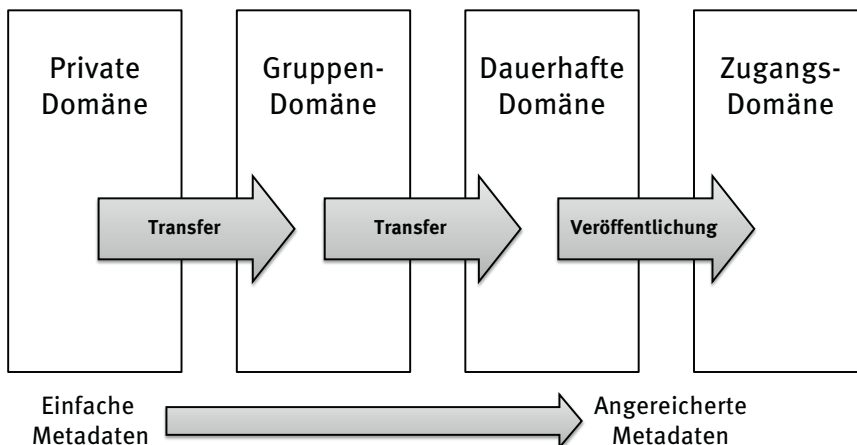 Private
Domäne
Gruppen-
Domäne
Dauerhafte
Domäne
Zugangs-
Domäne
Transfer
Transfer
Veröffentlichung
Einfache
Metadaten
Angereicherte
Metadaten